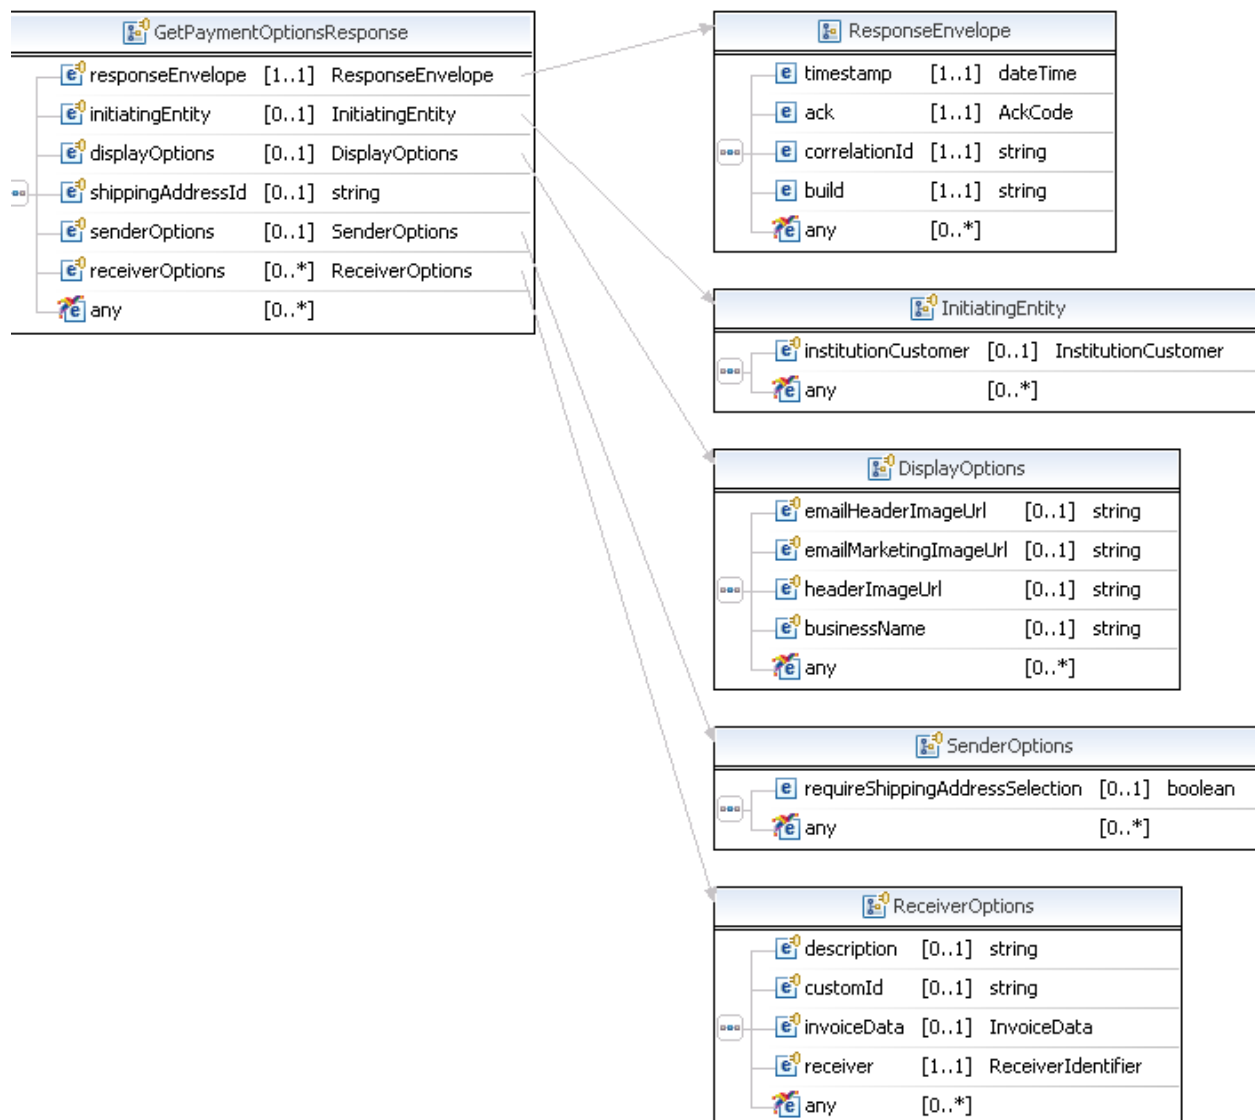 GetPaymentOptionsResponse
responseEnvelope [1..1] ResponseEnvelope
initiatingEntity [0..1] InitiatingEntity
displayOptions [0..1] DisplayOptions
shippingAddressId [0..1] string
senderOptions [0..1] SenderOptions
receiverOptions [0..*] ReceiverOptions
any [0..*]
ResponseEnvelope
timestamp [1..1] dateTime
ack [1..1] AckCode
correlationId [1..1] string
build [1..1] string
any [0..*]
InitiatingEntity
institutionCustomer [0..1] InstitutionCustomer
any [0..*]
DisplayOptions
emailHeaderImageUrl [0..1] string
emailMarketingImageUrl [0..1] string
headerImageUrl [0..1] string
businessName [0..1] string
any [0..*]
SenderOptions
requireShippingAddressSelection [0..1] boolean
any [0..*]
ReceiverOptions
description [0..1] string
customId [0..1] string
invoiceData [0..1] InvoiceData
receiver [1..1] ReceiverIdentifier
any [0..*]